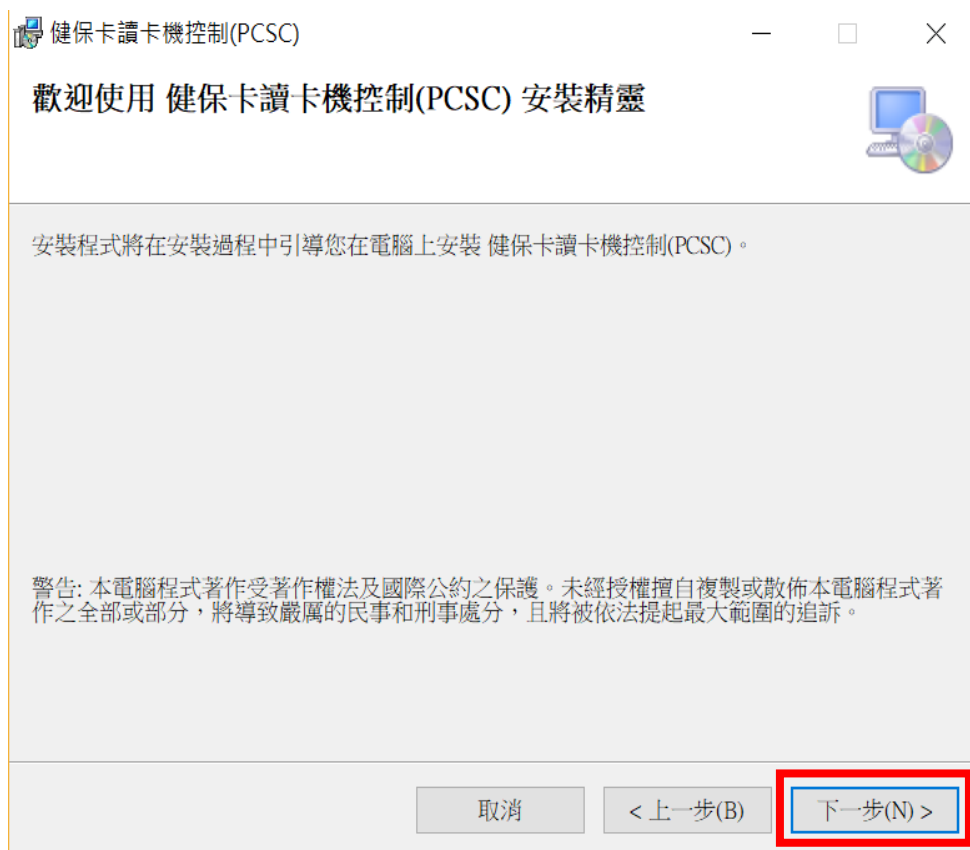 健保卡讀卡機控制(PCSC)
歡迎使用 健保卡讀卡機控制(PCSC) 安裝精靈
安裝程式將在安裝過程中引導您在電腦上安裝 健保卡讀卡機控制(PCSC)。
警告: 本電腦程式著作受著作權法及國際公約之保護。未經授權擅自複製或散佈本電腦程式著
作之全部或部分，將導致嚴厲的民事和刑事處分，且將被依法提起最大範圍的追訴。
取消
< 上一步(B)
下一步(N) >